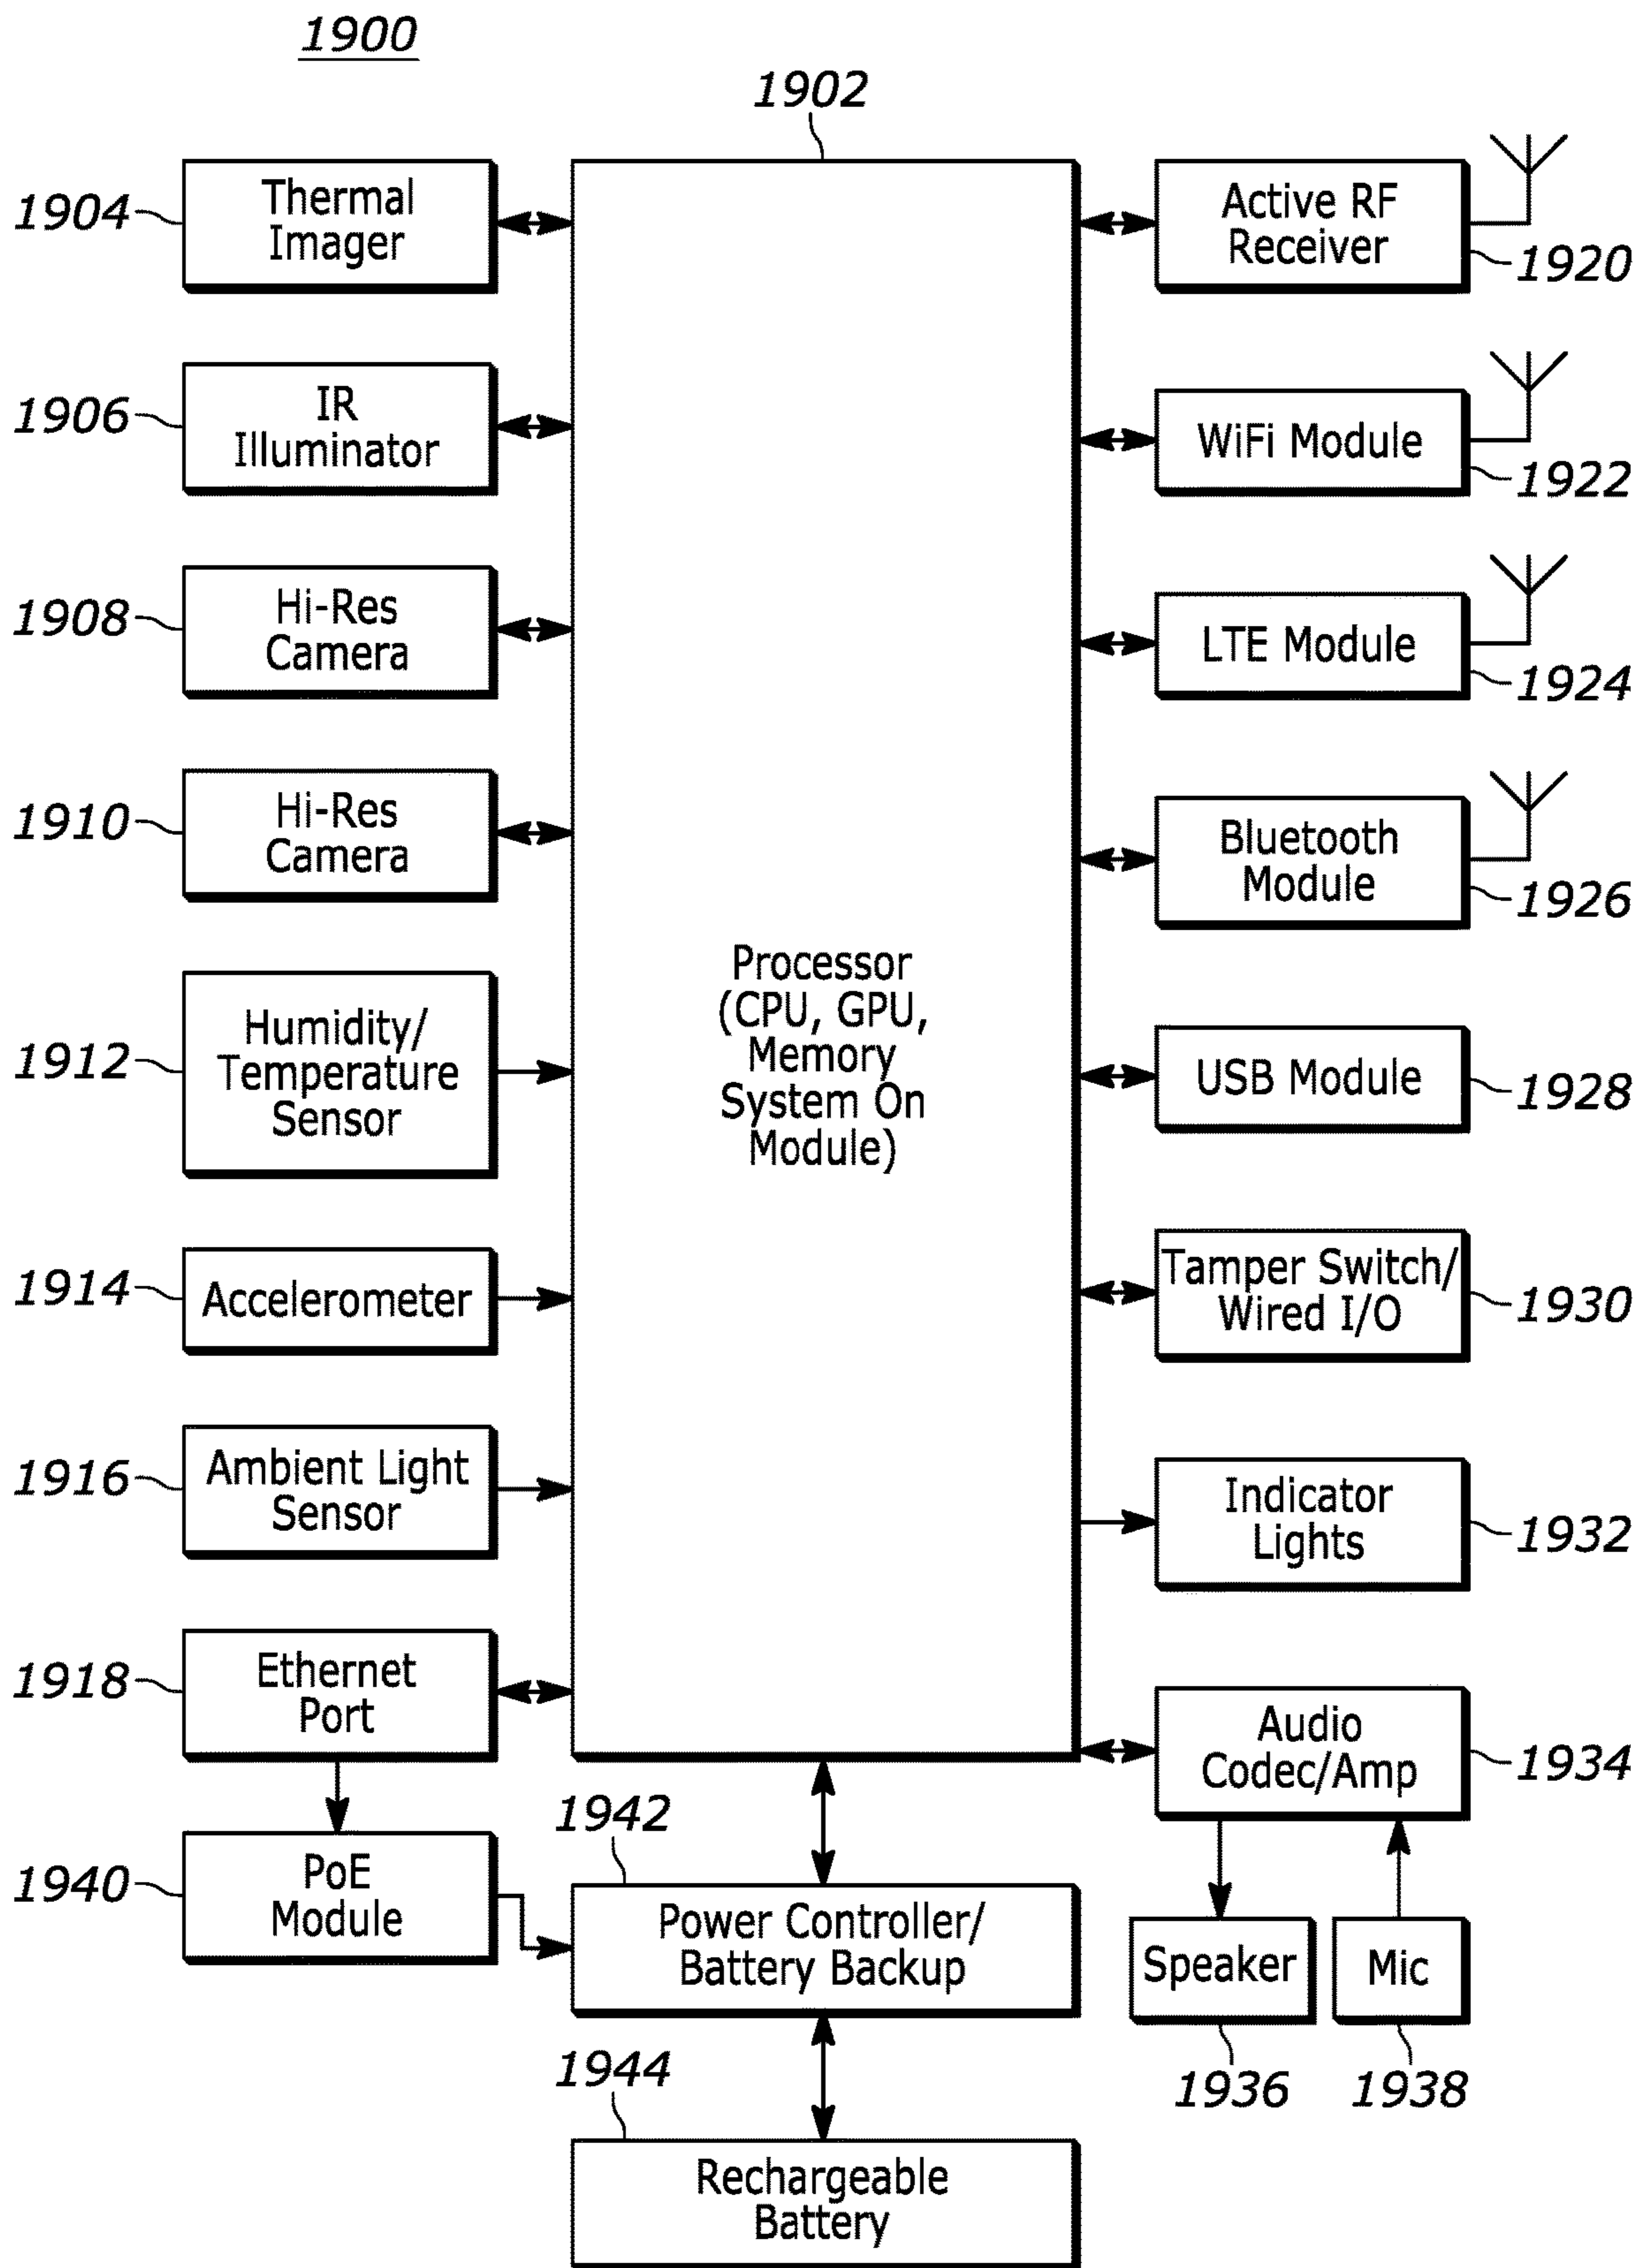 1900
1902
1904
Thermal
Imager
Active RF
Receiver
1920
1906
IR
Illuminator
WiFi Module
1922
1908
Hi-Res
Camera
LTE Module
1924
1910
Hi-Res
Camera
Bluetooth
Module
1926
Processor
(CPU, GPU,
Memory
System On
Module)
1912
Humidity/
Temperature
Sensor
USB Module
1928
1914
Accelerometer
Tamper Switch/
Wired I/O
1930
1916
Ambient Light
Sensor
Indicator
Lights
1932
1918
Ethernet
Port
Audio
Codec/Amp
1934
1940
PoE
Module
1942
Power Controller/
Battery Backup
Speaker
Mic
1936
1938
1944
Rechargeable
Battery